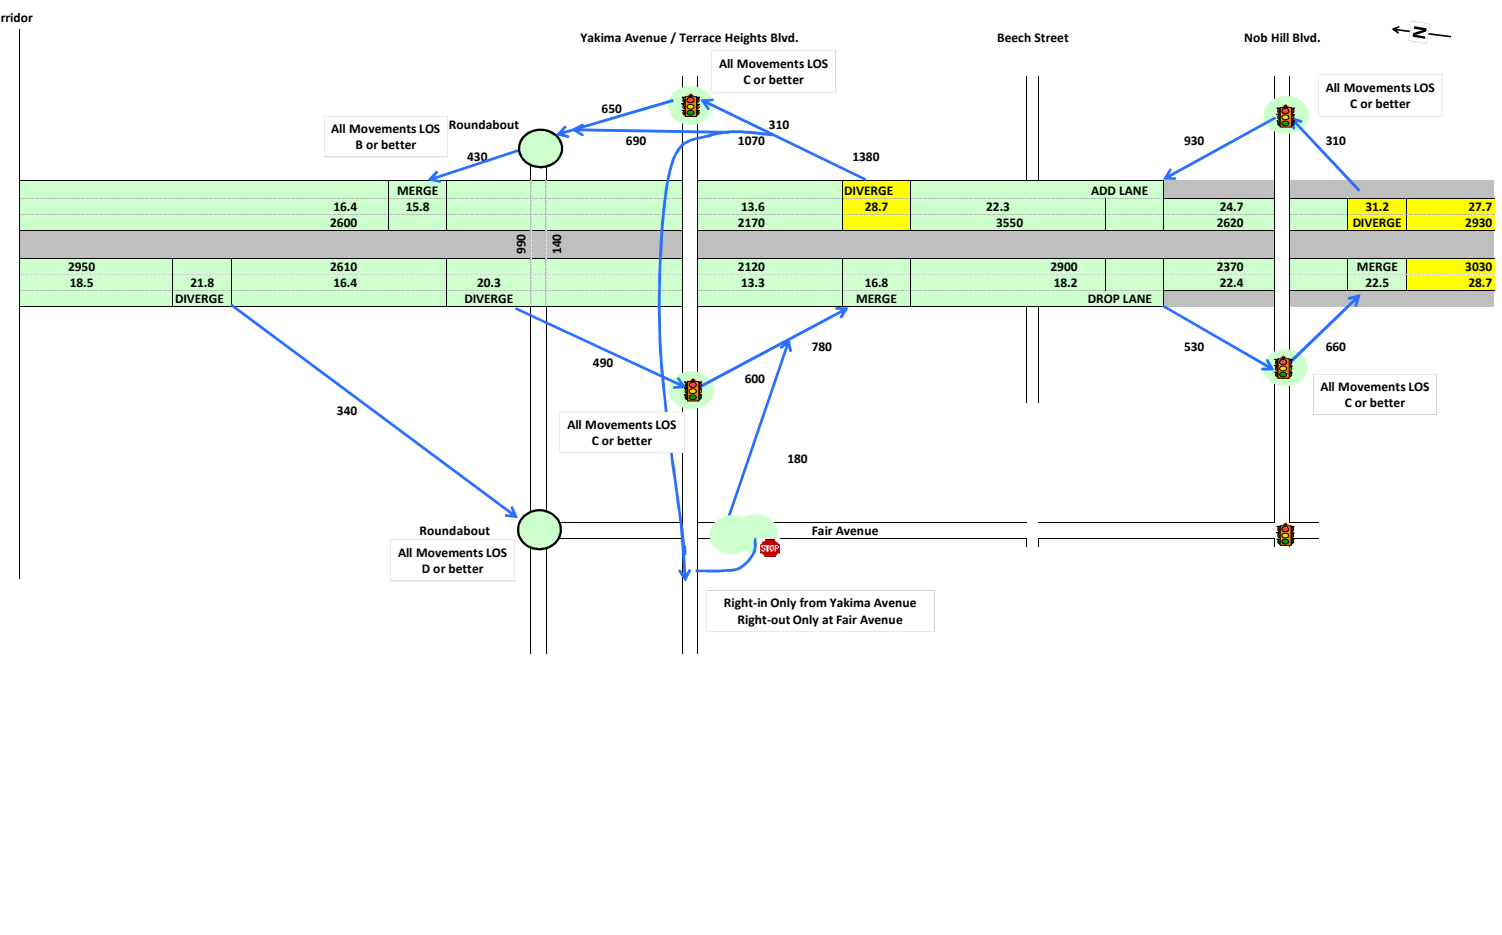 rridor
Yakima Avenue / Terrace Heights Blvd.
Beech Street
Nob Hill Blvd.
N
All Movements LOS
C or better
All Movements LOS
C or better
All Movements LOS
B or better
Roundabout
650
310
690
1070
930
310
430
1380
MERGE
DIVERGE
ADD LANE
16.4
15.8
13.6
28.7
22.3
24.7
31.2
27.7
2600
2170
3550
2620
DIVERGE
2930
990
140
2950
2610
2120
2900
2370
MERGE
3030
18.5
21.8
16.4
20.3
13.3
16.8
18.2
22.4
22.5
28.7
DIVERGE
DIVERGE
MERGE
DROP LANE
490
780
530
660
600
340
All Movements LOS
C or better
All Movements LOS
C or better
180
Roundabout
Fair Avenue
STOP
All Movements LOS
D or better
Right-in Only from Yakima Avenue
Right-out Only at Fair Avenue